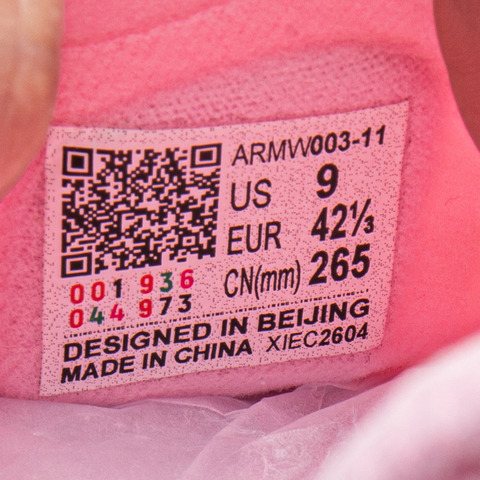 ARMW003-11
US 9
EUR 42⅓
CN(mm) 265
001 936
044 973
DESIGNED IN BEIJING
MADE IN CHINA XIEC2604